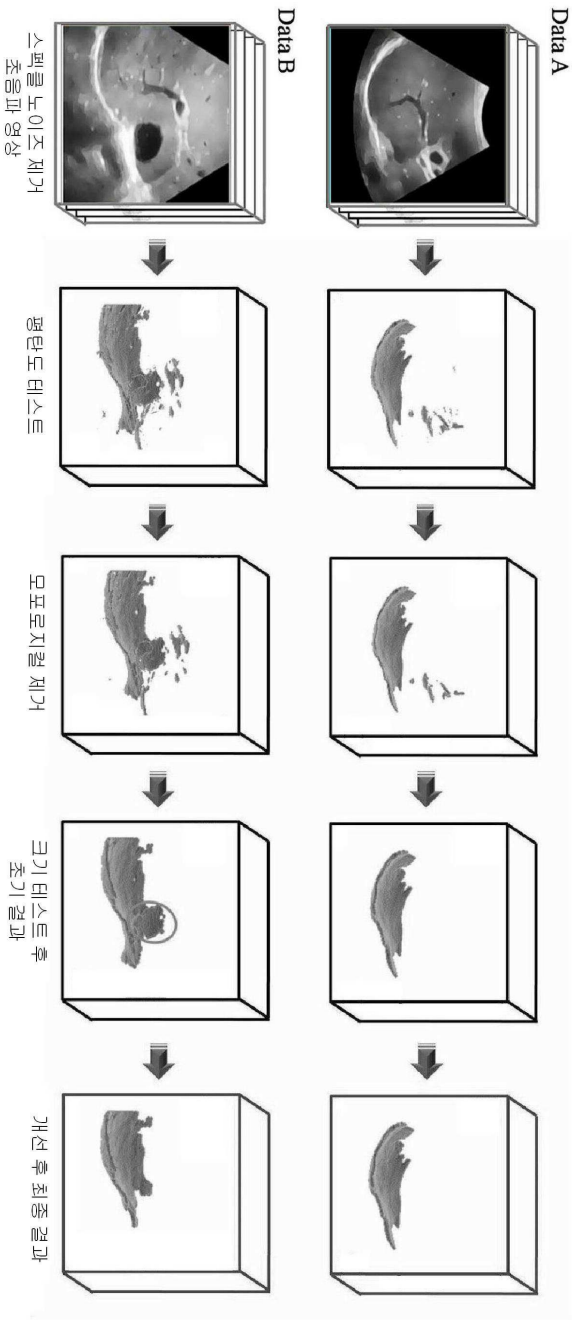 Data A
Data B
스펙클 노이즈 제거
초음파 영상
평탄도 테스트
모포로지컬 제거
크기 테스트 후
초기 결과
개선 후 최종 결과